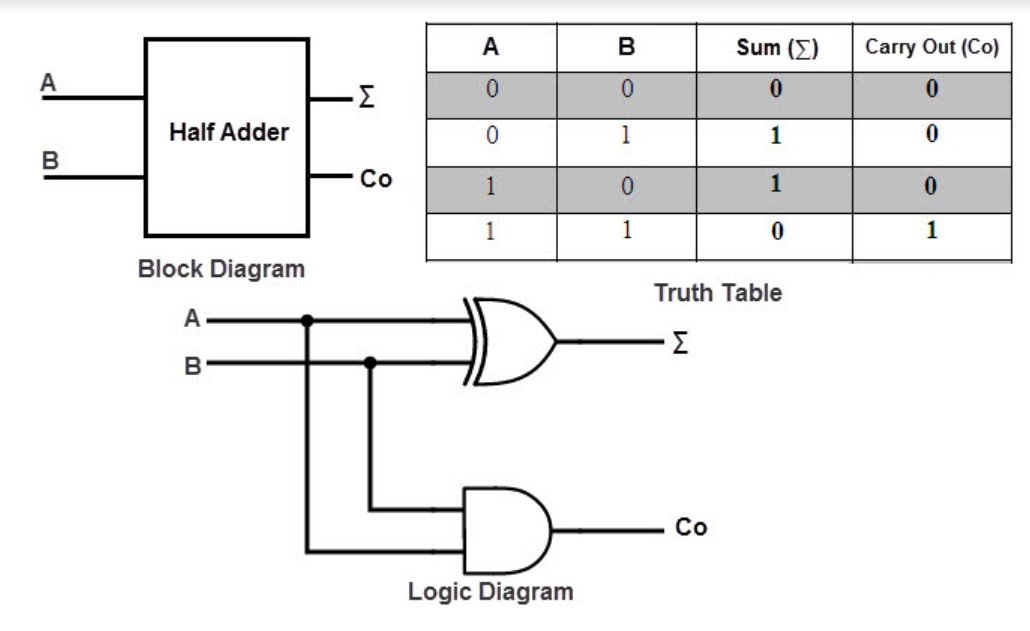 A
B
Half Adder
Σ
Co
Block Diagram
A B Sum (∑) Carry Out (Co)
0 0 0 0
0 1 1 0
1 0 1 0
1 1 0 1
Truth Table
A
B
Σ
Co
Logic Diagram